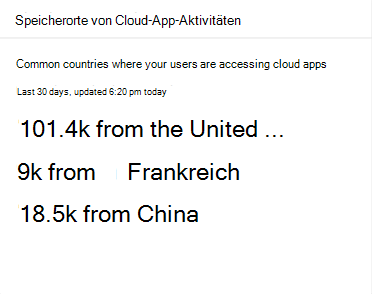 Speicherorte von Cloud-App-Aktivitäten
Common countries where your users are accessing cloud apps
Last 30 days, updated 6:20 pm today
101.4k from the United ...
9k from Frankreich
18.5k from China